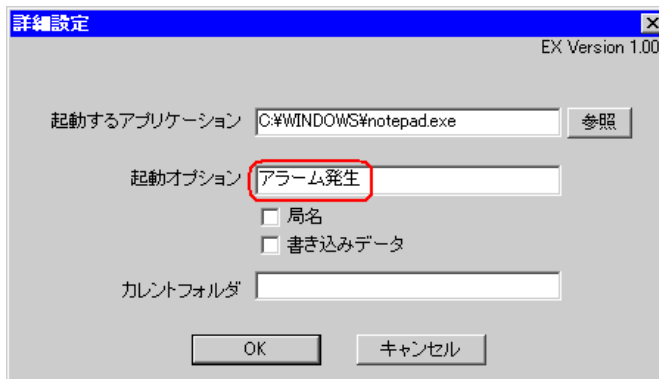 詳細設定
EX Version 1.00
起動するアプリケーション C:¥WINDOWS¥notepad.exe 参照
起動オプション アラーム発生
局名
書き込みデータ
カレントフォルダ
OK キャンセル